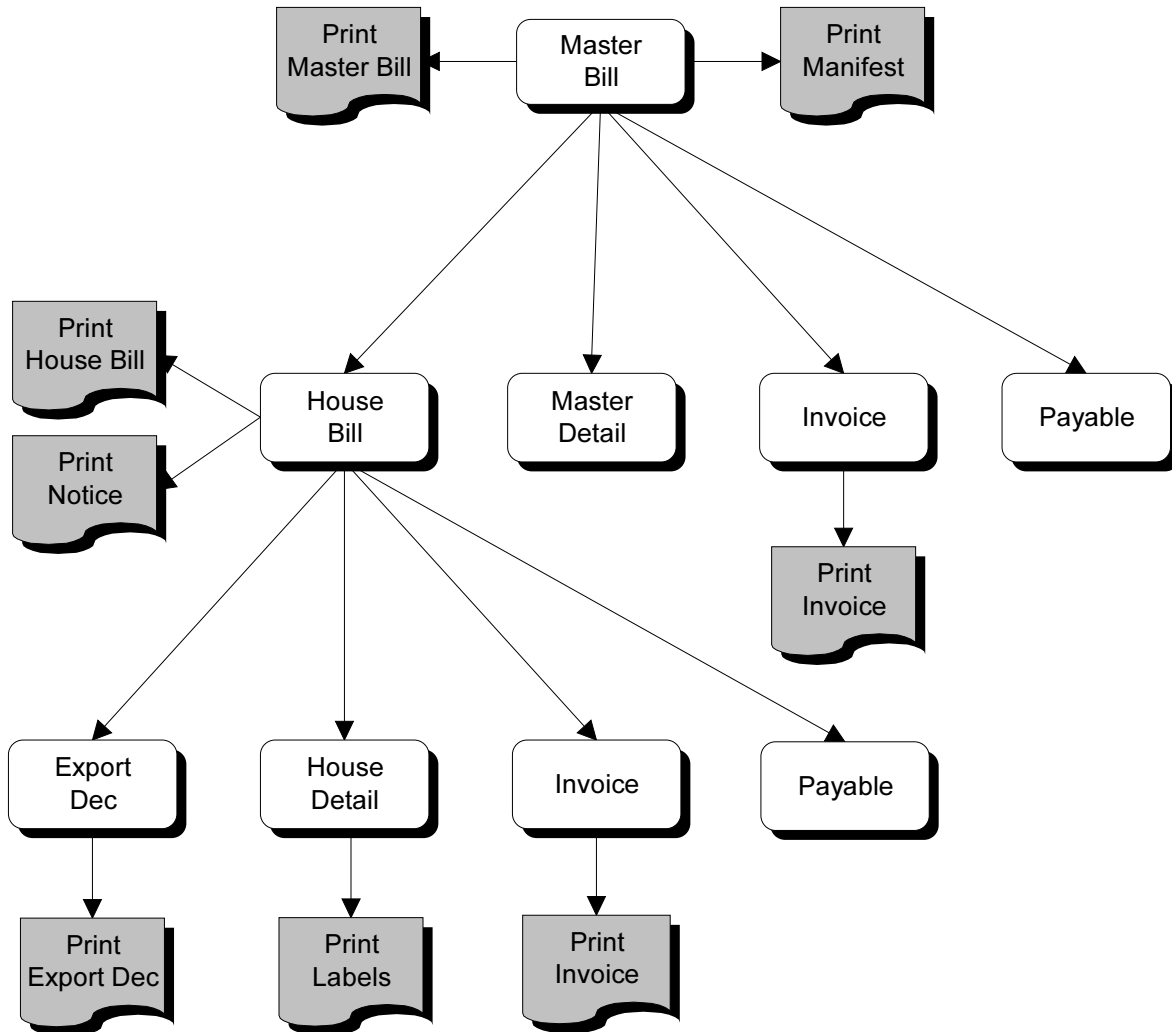 Print
Master Bill
Master
Bill
Print
Manifest
Print
House Bill
Print
Notice
House
Bill
Master
Detail
Invoice
Payable
Print
Invoice
Export
Dec
House
Detail
Invoice
Payable
Print
Export Dec
Print
Labels
Print
Invoice